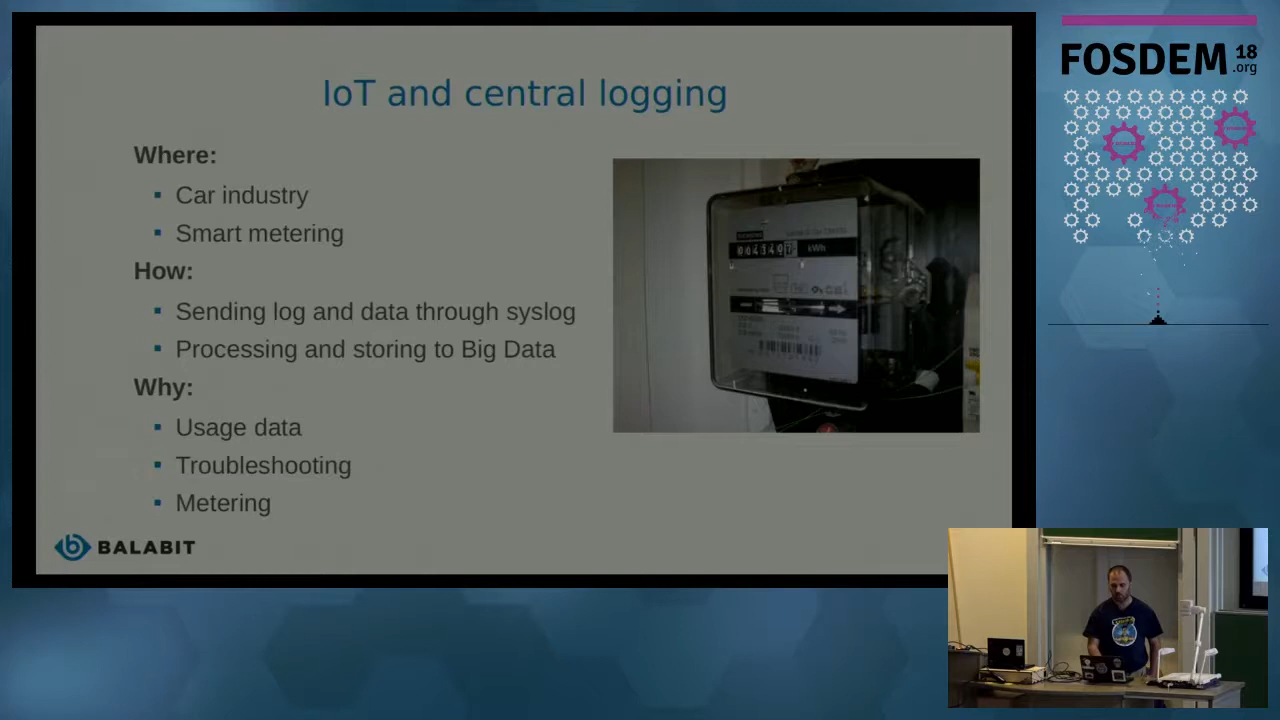 IoT and central logging
Where:
Car industry
Smart metering
How:
Sending log and data through syslog
Processing and storing to Big Data
Why:
Usage data
Troubleshooting
Metering
BALABIT
kWh
FOSDEM 18
.org